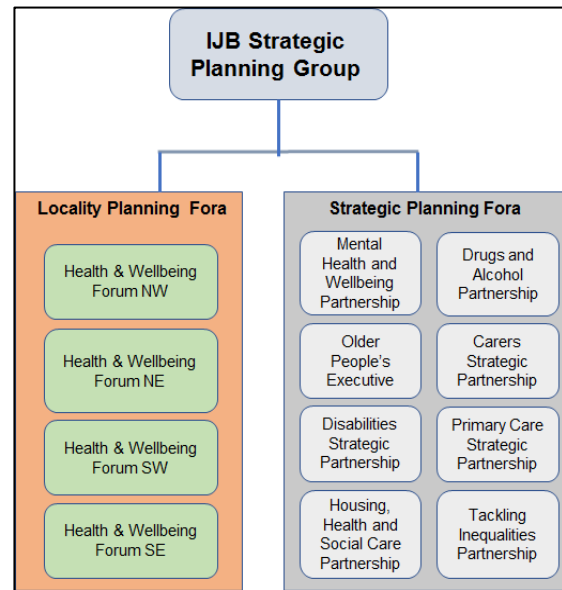 IJB Strategic
Planning Group
Locality Planning Fora
Health & Wellbeing
Forum NW
Health & Wellbeing
Forum NE
Health & Wellbeing
Forum SW
Health & Wellbeing
Forum SE
Strategic Planning Fora
Mental
Health and
Wellbeing
Partnership
Drugs and
Alcohol
Partnership
Older
People's
Executive
Carers
Strategic
Partnership
Disabilities
Strategic
Partnership
Primary Care
Strategic
Partnership
Housing,
Health and
Social Care
Partnership
Tackling
Inequalities
Partnership